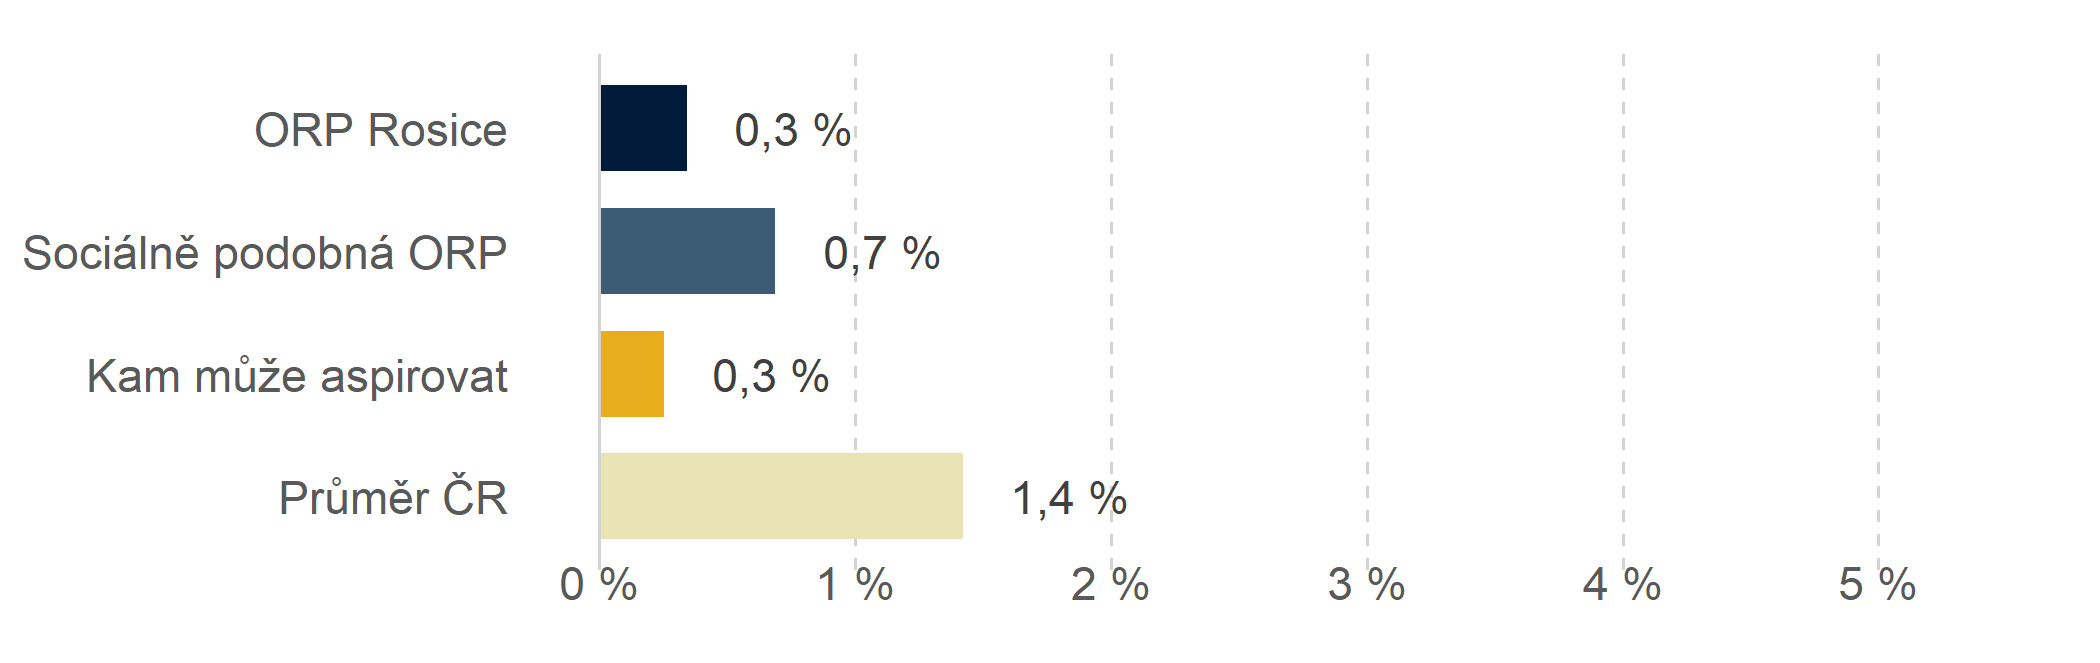 ORP Rosice 0,3 %
Sociálně podobná ORP 0,7 %
Kam může aspirovat 0,3 %
Průměr ČR 1,4 %
0 % 1 % 2 % 3 % 4 % 5 %